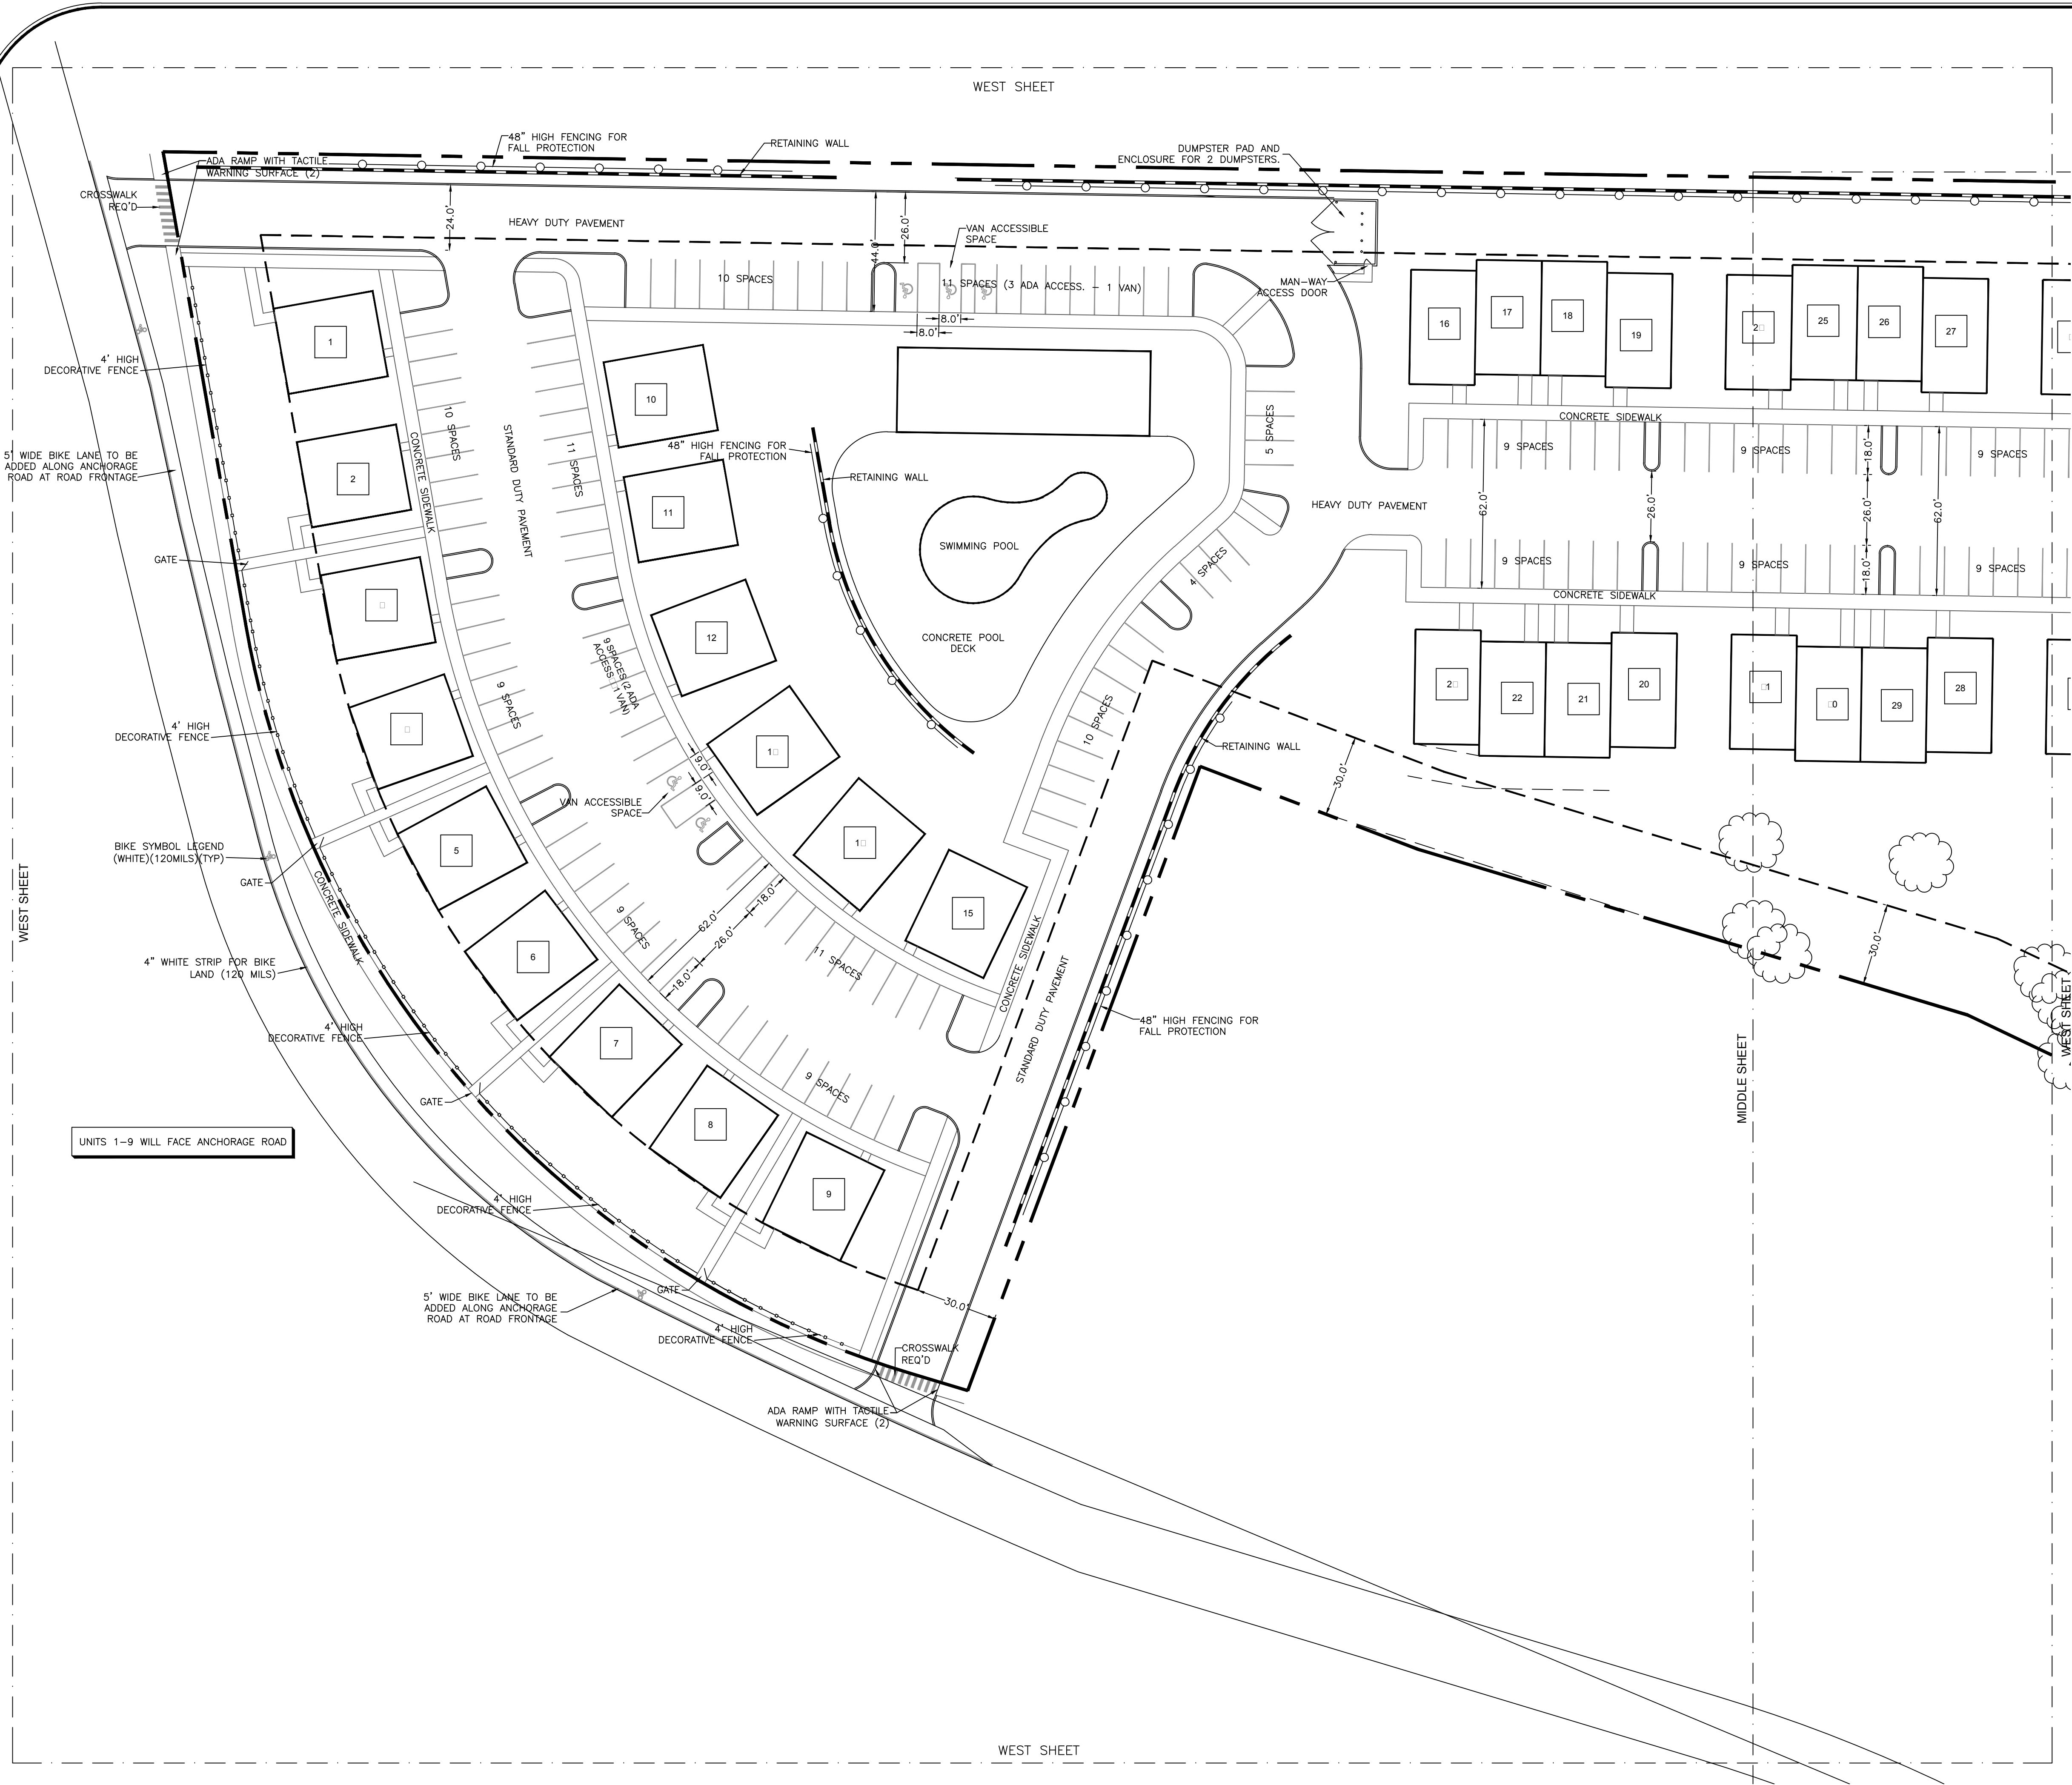 WEST SHEET
48" HIGH FENCING FOR
FALL PROTECTION
RETAINING WALL
DUMPSTER PAD AND
ENCLOSURE FOR 2 DUMPSTERS.
ADA RAMP WITH TACTILE
WARNING SURFACE (2)
CROSSWALK
REQ'D
24.0'
HEAVY DUTY PAVEMENT
44.0'
26.0'
VAN ACCESSIBLE
SPACE
10 SPACES
11 SPACES (3 ADA ACCESS. – 1 VAN)
MAN-WAY
ACCESS DOOR
8.0'
8.0'
16
17
18
19
2
25
26
27
1
4' HIGH
DECORATIVE FENCE
10 SPACES
CONCRETE SIDEWALK
STANDARD DUTY PAVEMENT
11 SPACES
10
48" HIGH FENCING FOR
FALL PROTECTION
RETAINING WALL
5 SPACES
CONCRETE SIDEWALK
9 SPACES
9 SPACES
18.0'
9 SPACES
5' WIDE BIKE LANE TO BE
ADDED ALONG ANCHORAGE
ROAD AT ROAD FRONTAGE
2
11
SWIMMING POOL
HEAVY DUTY PAVEMENT
62.0'
26.0'
26.0'
62.0'
GATE
4 SPACES
9 SPACES
9 SPACES
18.0'
9 SPACES
CONCRETE SIDEWALK
12
CONCRETE POOL
DECK
9 SPACES (2 ADA
ACCESS. 1 VAN)
2
22
21
20
1
0
29
28
4' HIGH
DECORATIVE FENCE
9 SPACES
1
10 SPACES
RETAINING WALL
9.0'
9.0'
VAN ACCESSIBLE
SPACE
30.0'
BIKE SYMBOL LEGEND
(WHITE)(120MILS)(TYP)
GATE
5
1
15
WEST SHEET
CONCRETE SIDEWALK
4" WHITE STRIP FOR BIKE
LAND (120 MILS)
6
9 SPACES
62.0'
18.0'
26.0'
18.0'
11 SPACES
CONCRETE SIDEWALK
STANDARD DUTY PAVEMENT
30.0'
WEST SHEET
4' HIGH
DECORATIVE FENCE
7
48" HIGH FENCING FOR
FALL PROTECTION
MIDDLE SHEET
GATE
8
9 SPACES
UNITS 1–9 WILL FACE ANCHORAGE ROAD
9
4' HIGH
DECORATIVE FENCE
GATE
5' WIDE BIKE LANE TO BE
ADDED ALONG ANCHORAGE
ROAD AT ROAD FRONTAGE
30.0'
4' HIGH
DECORATIVE FENCE
CROSSWALK
REQ'D
ADA RAMP WITH TACTILE
WARNING SURFACE (2)
WEST SHEET